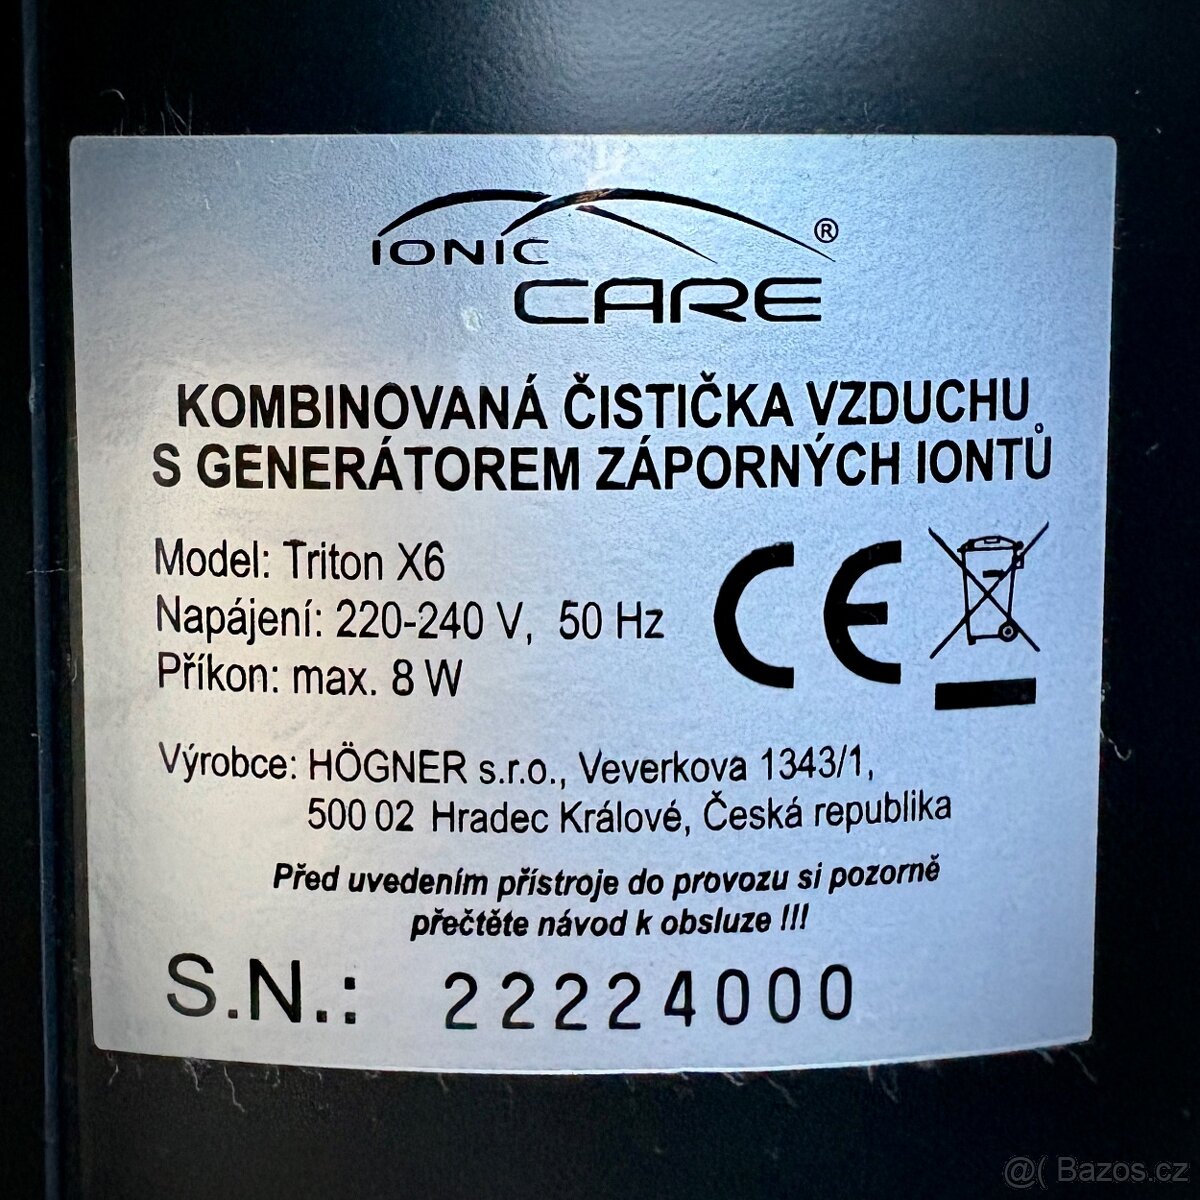 IONIC
CARE ®
KOMBINOVANÁ ČISTIČKA VZDUCHU
S GENERÁTOREM ZÁPORNÝCH IONTŮ
Model: Triton X6
Napájení: 220-240 V, 50 Hz
Příkon: max. 8 W
CE
Výrobce: HÖGNER s.r.o., Veverkova 1343/1,
500 02 Hradec Králové, Česká republika
Před uvedením přístroje do provozu si pozorně
přečtěte návod k obsluze !!!
S.N.: 22224000
@( Bazos.cz